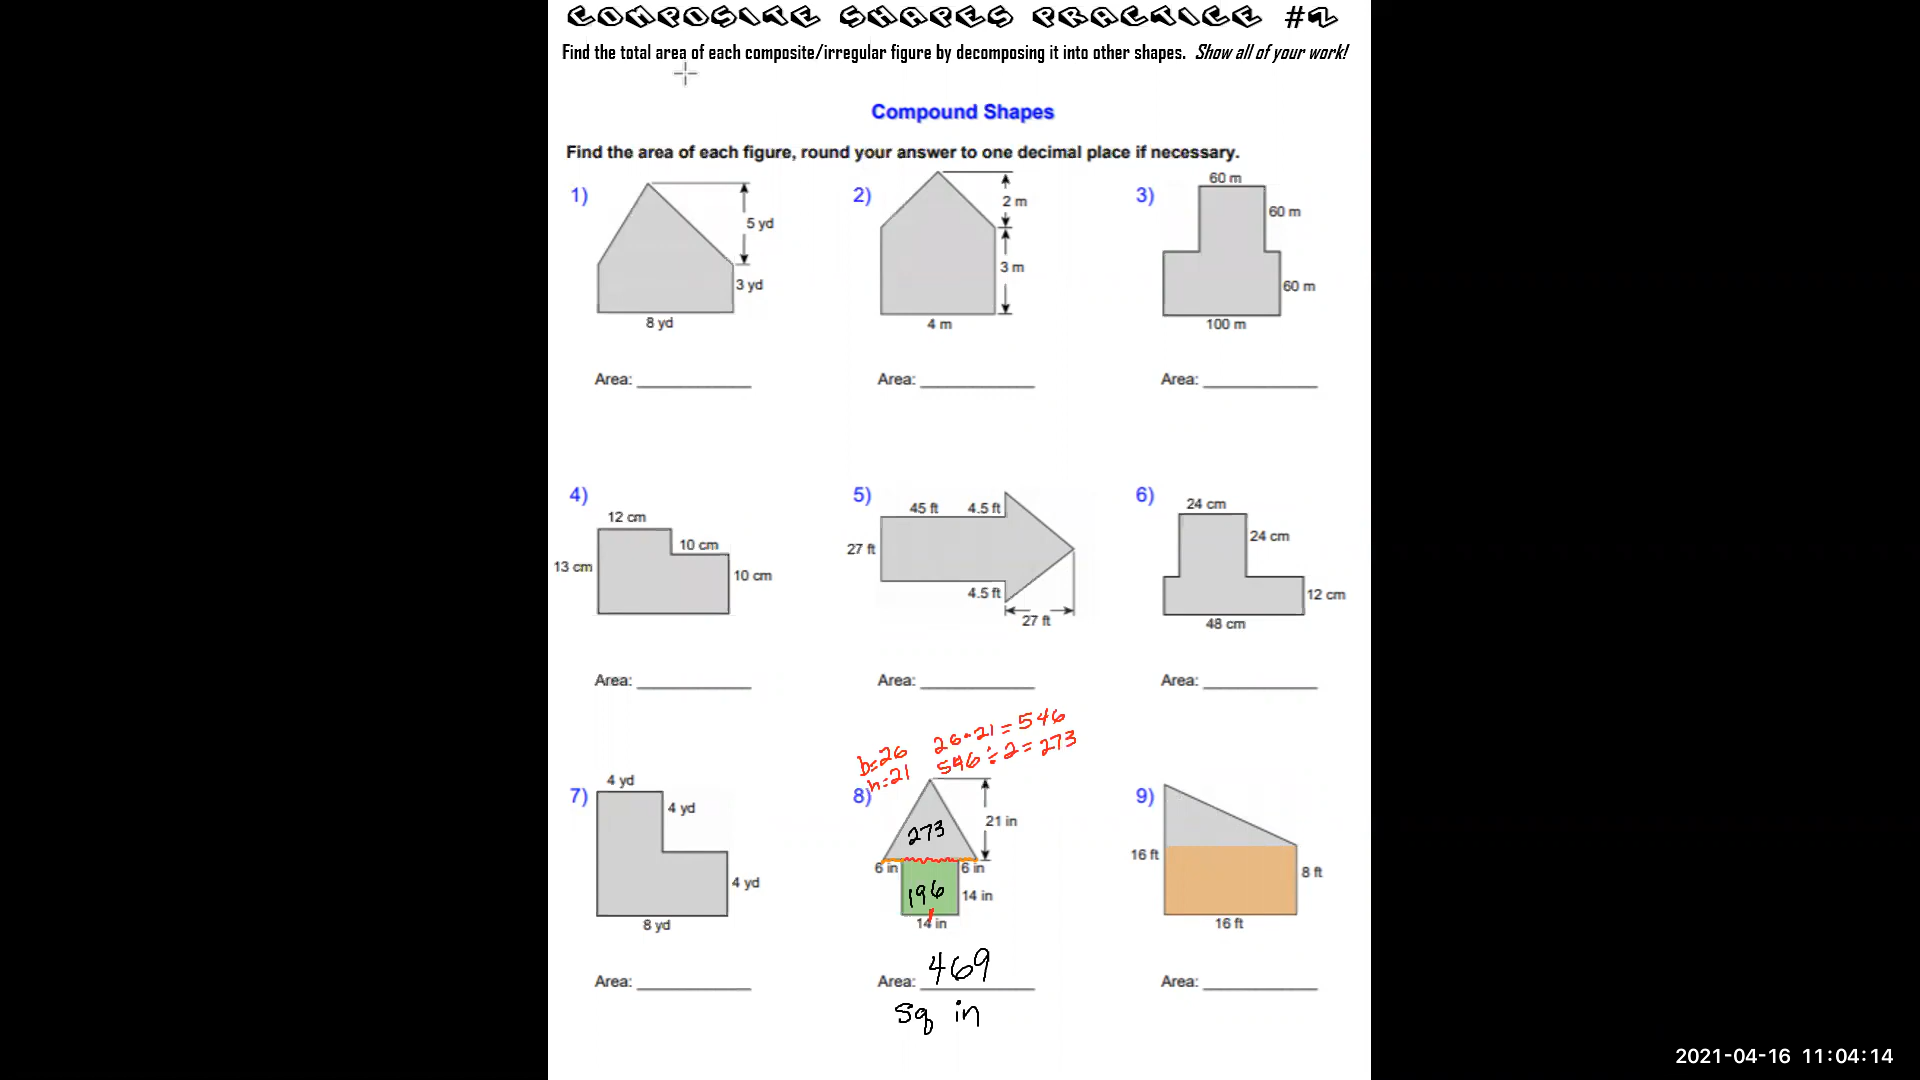 COMPOSITE SHAPES PRACTICE #2
Find the total area of each composite/irregular figure by decomposing it into other shapes. Show all of your work!
Compound Shapes
Find the area of each figure, round your answer to one decimal place if necessary.
1)
5 yd
3 yd
8 yd
Area:
2)
2 m
3 m
4 m
Area:
3)
60 m
60 m
60 m
100 m
Area:
4)
12 cm
10 cm
13 cm
10 cm
Area:
5)
45 ft
4.5 ft
27 ft
4.5 ft
27 ft
Area:
6)
24 cm
24 cm
12 cm
48 cm
Area:
7)
4 yd
4 yd
4 yd
8 yd
Area:
b=26 26•21=546
h=21 546÷2=273
8)
273
21 in
6 in 6 in
196
14 in
14 in
Area: 469
sq in
9)
16 ft
8 ft
16 ft
Area:
2021-04-16 11:04:14